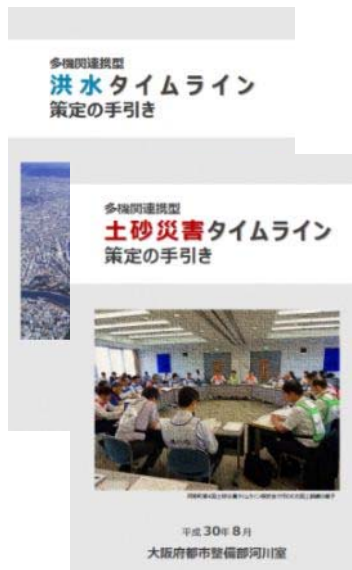 多機関連携型
洪水タイムライン
策定の手引き
多機関連携型
土砂災害タイムライン
策定の手引き
平成30年8月
大阪府都市整備部河川室